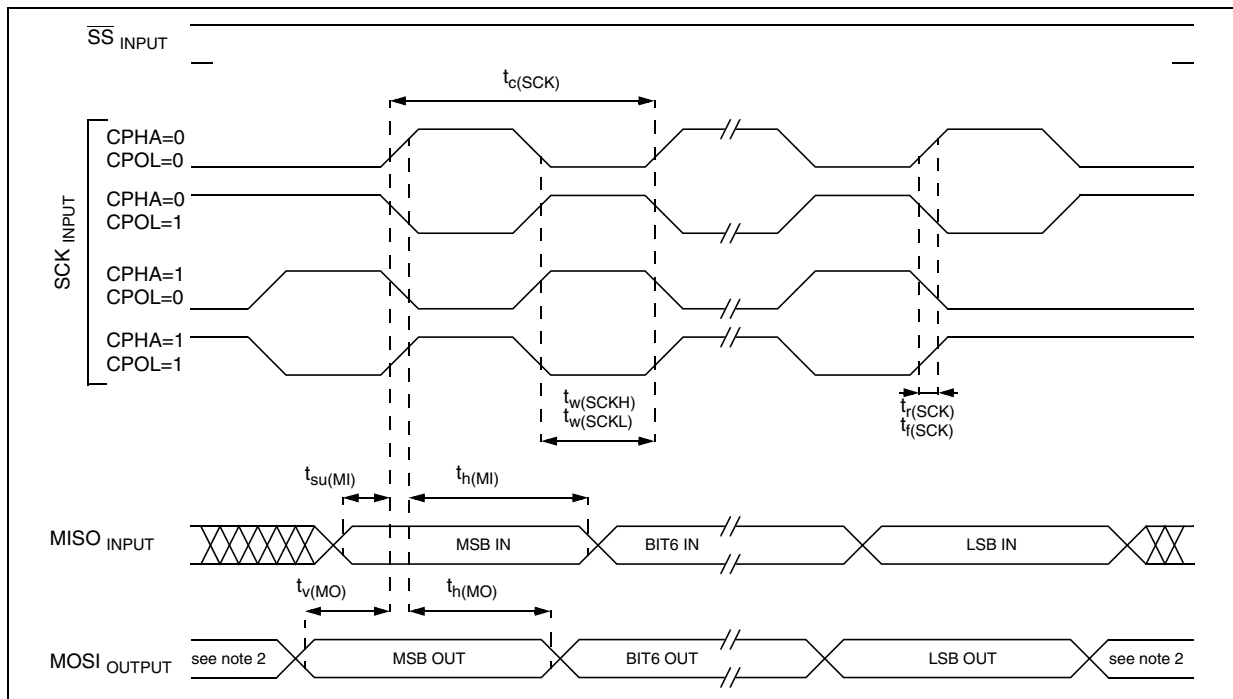 SS INPUT
tc(SCK)
SCK INPUT
CPHA=0
CPOL=0
CPHA=0
CPOL=1
CPHA=1
CPOL=0
CPHA=1
CPOL=1
tw(SCKH)
tw(SCKL)
tr(SCK)
tf(SCK)
tsu(MI)
th(MI)
MISO INPUT
MSB IN
BIT6 IN
LSB IN
tv(MO)
th(MO)
MOSI OUTPUT
see note 2
MSB OUT
BIT6 OUT
LSB OUT
see note 2